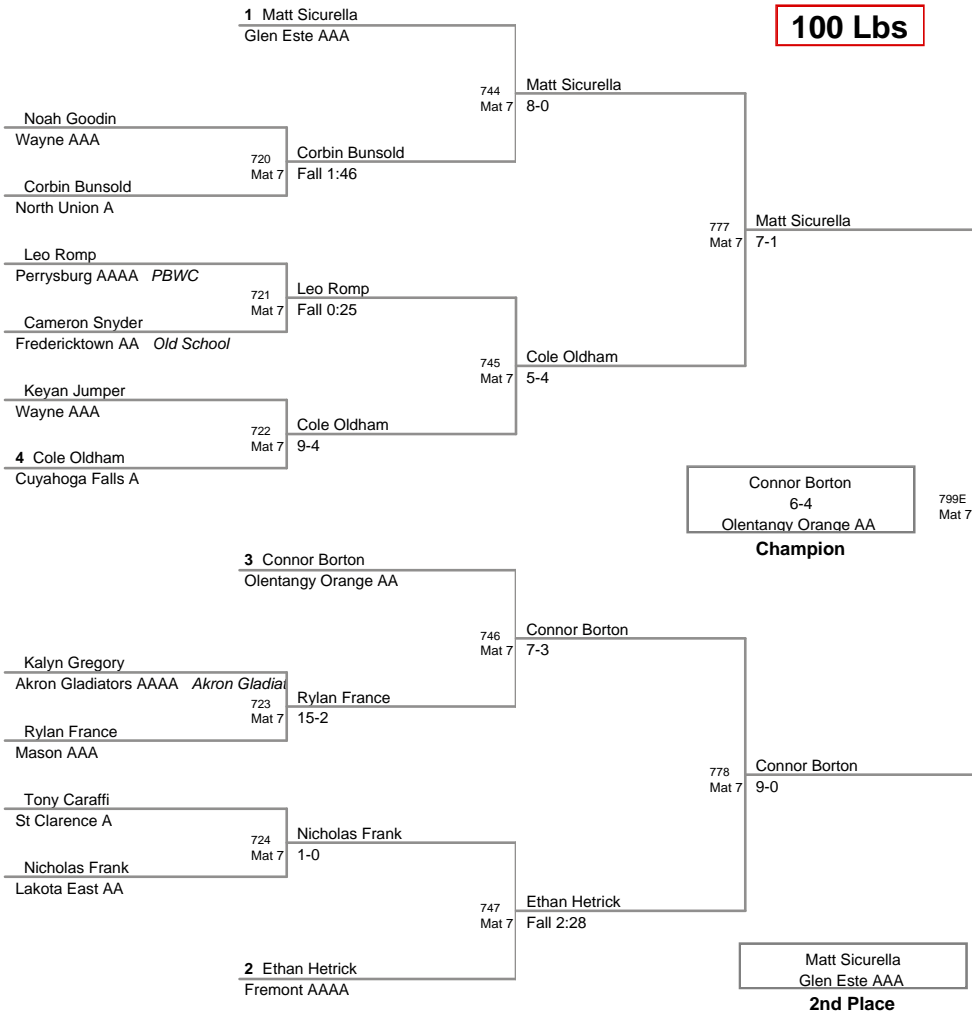 1 Matt Sicurella
Glen Este AAA
100 Lbs
744
Mat 7
Matt Sicurella
8-0
Noah Goodin
Wayne AAA
720
Mat 7
Corbin Bunsold
Fall 1:46
Corbin Bunsold
North Union A
777
Mat 7
Matt Sicurella
7-1
Leo Romp
Perrysburg AAAA PBWC
721
Mat 7
Leo Romp
Fall 0:25
Cameron Snyder
Fredericktown AA Old School
745
Mat 7
Cole Oldham
5-4
Keyan Jumper
Wayne AAA
722
Mat 7
Cole Oldham
9-4
4 Cole Oldham
Cuyahoga Falls A
Connor Borton
6-4
Olentangy Orange AA
Champion
799E
Mat 7
3 Connor Borton
Olentangy Orange AA
746
Mat 7
Connor Borton
7-3
Kalyn Gregory
Akron Gladiators AAAA Akron Gladiat
723
Mat 7
Rylan France
15-2
Rylan France
Mason AAA
778
Mat 7
Connor Borton
9-0
Tony Caraffi
St Clarence A
724
Mat 7
Nicholas Frank
1-0
Nicholas Frank
Lakota East AA
747
Mat 7
Ethan Hetrick
Fall 2:28
2 Ethan Hetrick
Fremont AAAA
Matt Sicurella
Glen Este AAA
2nd Place